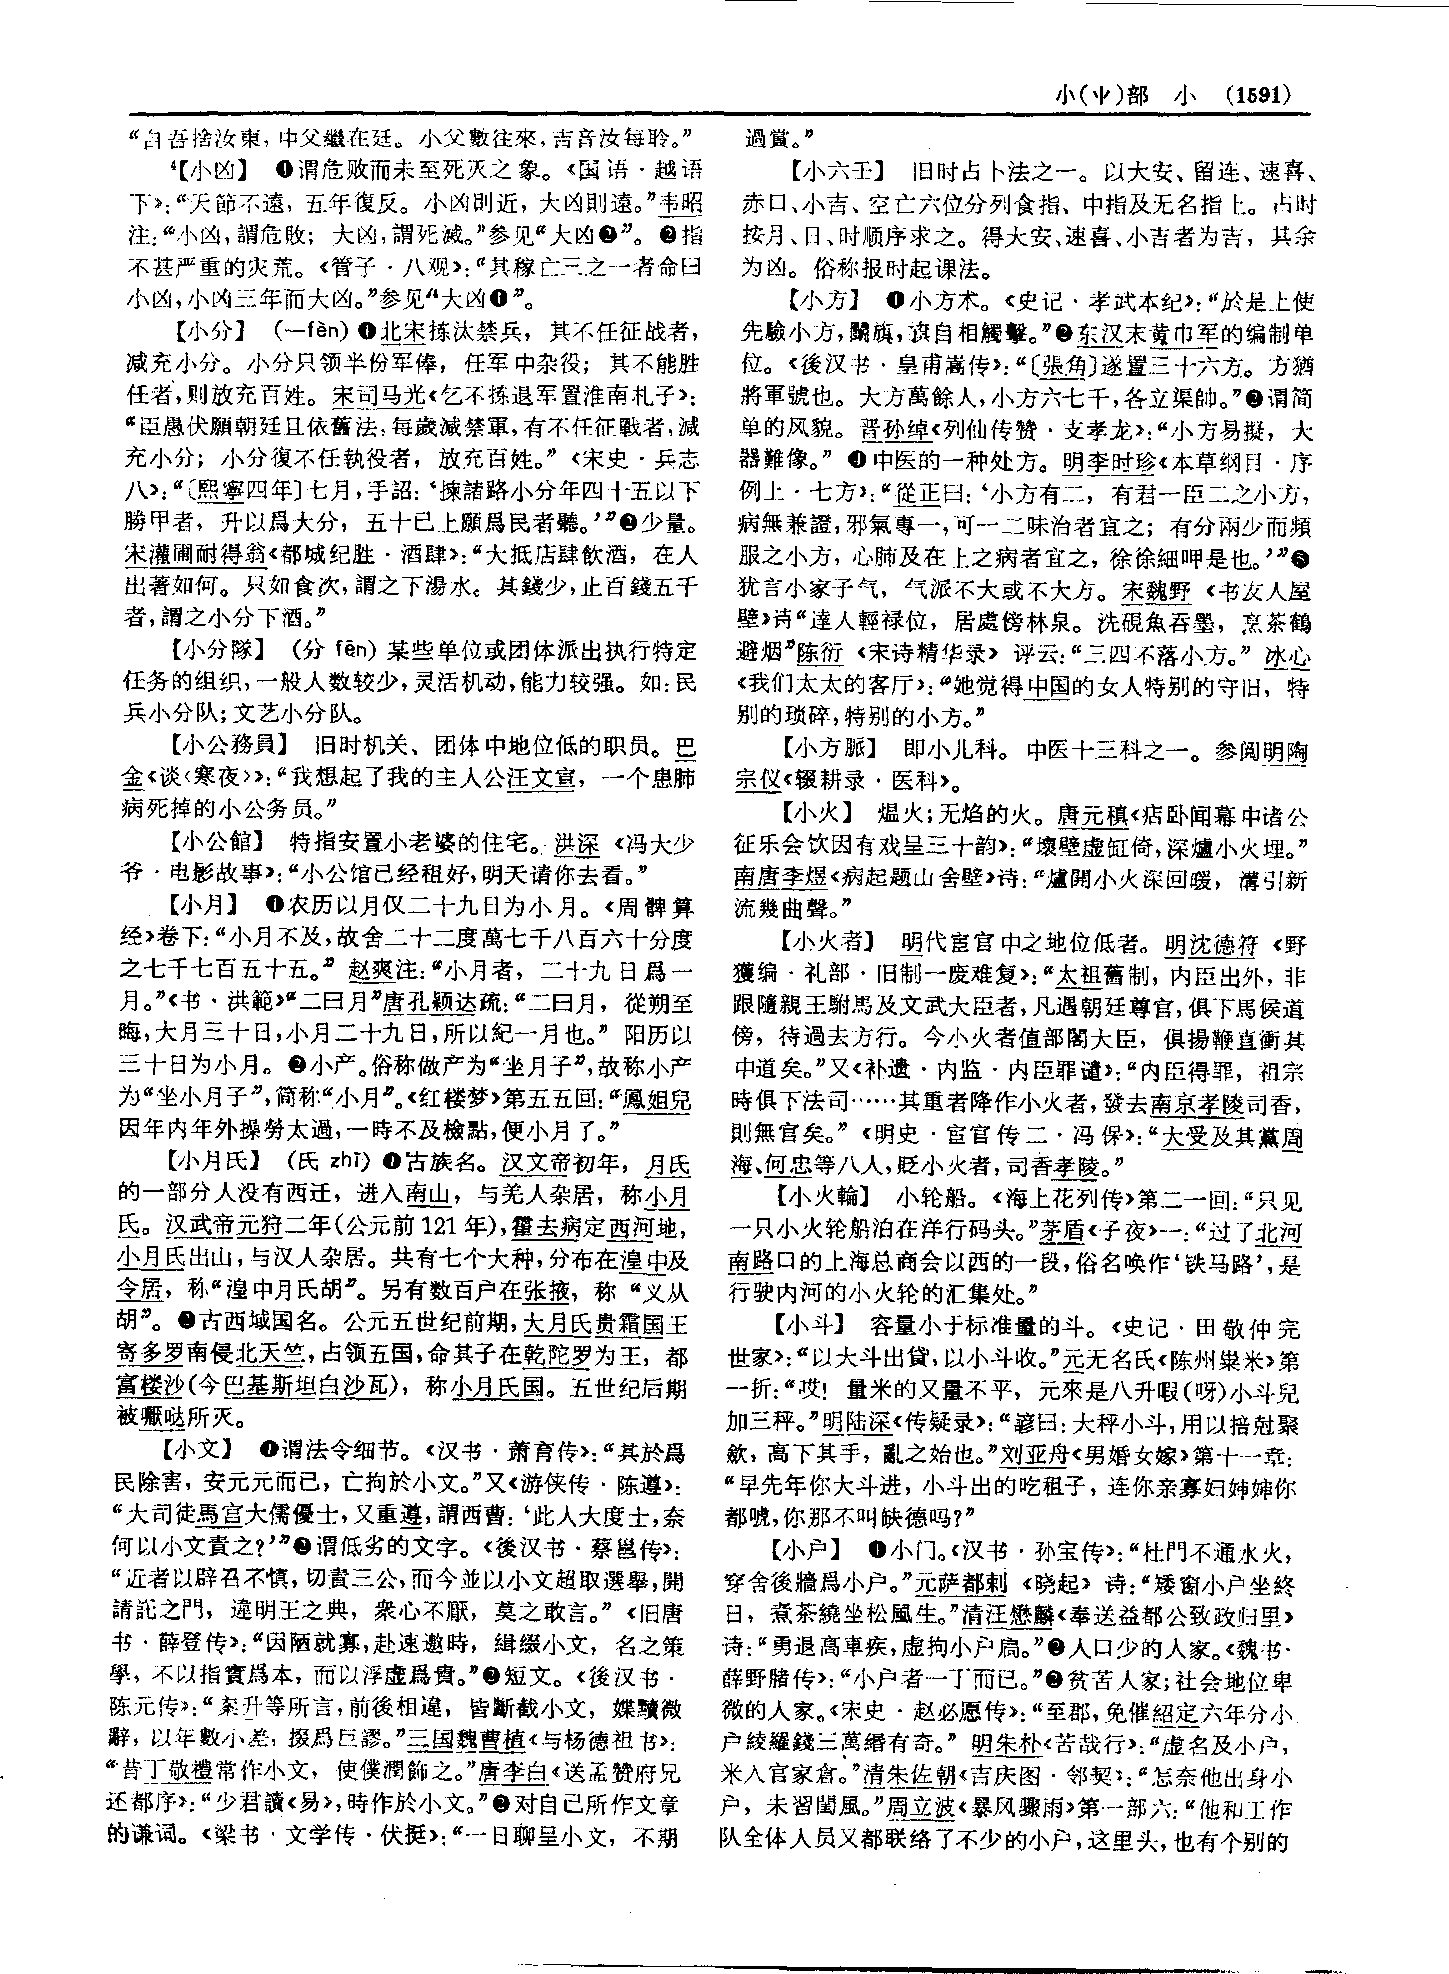 小(⺌)部　小　(1591)
“自吾捨汝東，中父繼在廷。小父數往來，吉音汝每聆。”
【小凶】　❶谓危败而未至死灭之象。《国语·越语
下》：“天節不遠，五年復反。小凶則近，大凶則遠。”韦昭
注：“小凶，謂危敗；大凶，謂死滅。”参见“大凶❷”。❷指
不甚严重的灾荒。《管子·八观》：“其稼亡三之一者命曰
小凶，小凶三年而大凶。”参见“大凶❶”。
【小分】　（—fèn）❶北宋拣汰禁兵，其不任征战者，
减充小分。小分只领半份军俸，任军中杂役；其不能胜
任者，则放充百姓。宋司马光《乞不拣退军置淮南札子》：
“臣愚伏願朝廷且依舊法，每歲減禁軍，有不任征戰者，減
充小分；小分復不任執役者，放充百姓。”《宋史·兵志
八》：“〔熙寧四年〕七月，手詔：‘揀諸路小分年四十五以下
勝甲者，升以爲大分，五十已上願爲民者聽。’”❷少量。
宋灌圃耐得翁《都城纪胜·酒肆》：“大抵店肆飲酒，在人
出著如何。只如食次，謂之下湯水。其錢少，止百錢五千
者，謂之小分下酒。”
【小分隊】　（分 fēn）某些单位或团体派出执行特定
任务的组织，一般人数较少，灵活机动，能力较强。如：民
兵小分队；文艺小分队。
【小公務員】　旧时机关、团体中地位低的职员。巴
金《谈〈寒夜〉》：“我想起了我的主人公汪文宣，一个患肺
病死掉的小公务员。”
【小公館】　特指安置小老婆的住宅。洪深《冯大少
爷·电影故事》：“小公馆已经租好，明天请你去看。”
【小月】　❶农历以月仅二十九日为小月。《周髀算
经》卷下：“小月不及，故舍二十二度萬七千八百六十分度
之七千七百五十五。”赵爽注：“小月者，二十九日爲一
月。”《书·洪範》“二曰月”唐孔颖达疏：“二曰月，從朔至
晦，大月三十日，小月二十九日，所以紀一月也。”阳历以
三十日为小月。❷小产。俗称做产为“坐月子”，故称小产
为“坐小月子”，简称“小月”。《红楼梦》第五五回：“鳳姐兒
因年内年外操勞太過，一時不及檢點，便小月了。”
【小月氏】　（氏 zhī）❶古族名。汉文帝初年，月氏
的一部分人没有西迁，进入南山，与羌人杂居，称小月
氏。汉武帝元狩二年（公元前121年），霍去病定西河地，
小月氏出山，与汉人杂居。共有七个大种，分布在湟中及
令居，称“湟中月氏胡”。另有数百户在张掖，称“义从
胡”。❷古西域国名。公元五世纪前期，大月氏贵霜国王
寄多罗南侵北天竺，占领五国，命其子在乾陀罗为王，都
富楼沙（今巴基斯坦白沙瓦），称小月氏国。五世纪后期
被嚈哒所灭。
【小文】　❶谓法令细节。《汉书·萧育传》：“其於爲
民除害，安元元而已，亡拘於小文。”又《游侠传·陈遵》：
“大司徒馬宫大儒優士，又重遵，謂西曹：‘此人大度士，奈
何以小文責之？’”❷谓低劣的文字。《後汉书·蔡邕传》：
“近者以辟召不慎，切責三公，而今並以小文超取選舉，開
請託之門，違明王之典，衆心不厭，莫之敢言。”《旧唐
书·薛登传》：“因陋就寡，赴速邀時，緝缀小文，名之策
學，不以指實爲本，而以浮虚爲貴。”❸短文。《後汉书·
陈元传》：“案升等所言，前後相違，皆斷截小文，媟黷微
辭，以年數小差，掇爲巨謬。”三国魏曹植《与杨德祖书》：
“昔丁敬禮常作小文，使僕潤飾之。”唐李白《送孟赞府兄
还都序》：“少君讀《易》，時作於小文。”❹对自己所作文章
的谦词。《梁书·文学传·伏挺》：“一日聊呈小文，不期
過賞。”
【小六壬】　旧时占卜法之一。以大安、留连、速喜、
赤口、小吉、空亡六位分列食指、中指及无名指上。占时
按月、日、时顺序求之。得大安、速喜、小吉者为吉，其余
为凶。俗称报时起课法。
【小方】　❶小方术。《史记·孝武本纪》：“於是上使
先驗小方，鬭旗，旗自相觸擊。”❷东汉末黄巾军的编制单
位。《後汉书·皇甫嵩传》：“〔張角〕遂置三十六方。方猶
將軍號也。大方萬餘人，小方六七千，各立渠帥。”❸谓简
单的风貌。晋孙绰《列仙传赞·支孝龙》：“小方易擬，大
器難像。”❹中医的一种处方。明李时珍《本草纲目·序
例上·七方》：“從正曰：‘小方有二，有君一臣二之小方，
病無兼證，邪氣專一，可一二味治者宜之；有分兩少而頻
服之小方，心肺及在上之病者宜之，徐徐細呷是也。’”❺
犹言小家子气，气派不大或不大方。宋魏野《书友人屋
壁》诗“達人輕禄位，居處傍林泉。洗硯魚吞墨，烹茶鶴
避烟”陈衍《宋诗精华录》评云：“三四不落小方。”冰心
《我们太太的客厅》：“她觉得中国的女人特别的守旧，特
别的琐碎，特别的小方。”
【小方脈】　即小儿科。中医十三科之一。参阅明陶
宗仪《辍耕录·医科》。
【小火】　煴火；无焰的火。唐元稹《痁卧闻幕中诸公
征乐会饮因有戏呈三十韵》：“壞壁虚缸倚，深爐小火埋。”
南唐李煜《病起题山舍壁》诗：“爐開小火深回暖，溝引新
流幾曲聲。”
【小火者】　明代宦官中之地位低者。明沈德符《野
獲编·礼部·旧制一废难复》：“太祖舊制，内臣出外，非
跟隨親王駙馬及文武大臣者，凡遇朝廷尊官，俱下馬候道
傍，待過去方行。今小火者值部閣大臣，俱揚鞭直衝其
中道矣。”又《补遗·内监·内臣罪谴》：“内臣得罪，祖宗
時俱下法司……其重者降作小火者，發去南京孝陵司香，
則無官矣。”《明史·宦官传二·冯保》：“大受及其黨周
海、何忠等八人，貶小火者，司香孝陵。”
【小火輪】　小轮船。《海上花列传》第二一回：“只见
一只小火轮船泊在洋行码头。”茅盾《子夜》一：“过了北河
南路口的上海总商会以西的一段，俗名唤作‘铁马路’，是
行驶内河的小火轮的汇集处。”
【小斗】　容量小于标准量的斗。《史记·田敬仲完
世家》：“以大斗出貸，以小斗收。”元无名氏《陈州粜米》第
一折：“哎！量米的又量不平，元來是八升暇（呀）小斗兒
加三秤。”明陆深《传疑录》：“諺曰：大秤小斗，用以掊尅聚
斂，高下其手，亂之始也。”刘亚舟《男婚女嫁》第十一章：
“早先年你大斗进，小斗出的吃租子，连你亲寡妇姉婶你
都唬，你那不叫缺德吗？”
【小户】　❶小门。《汉书·孙宝传》：“杜門不通水火，
穿舍後牆爲小户。”元萨都剌《晓起》诗：“矮窗小户坐終
日，煮茶繞坐松風生。”清汪懋麟《奉送益都公致政归里》
诗：“勇退高車疾，虚拘小户扃。”❷人口少的人家。《魏书·
薛野䐗传》：“小户者一丁而已。”❸贫苦人家；社会地位卑
微的人家。《宋史·赵必愿传》：“至郡，免催紹定六年分小
户綾羅錢三萬緡有奇。”明朱朴《苦哉行》：“虚名及小户，
米入官家倉。”清朱佐朝《吉庆图·邻契》：“怎奈他出身小
户，未習閨風。”周立波《暴风骤雨》第一部六：“他和工作
队全体人员又都联络了不少的小户，这里头，也有个别的